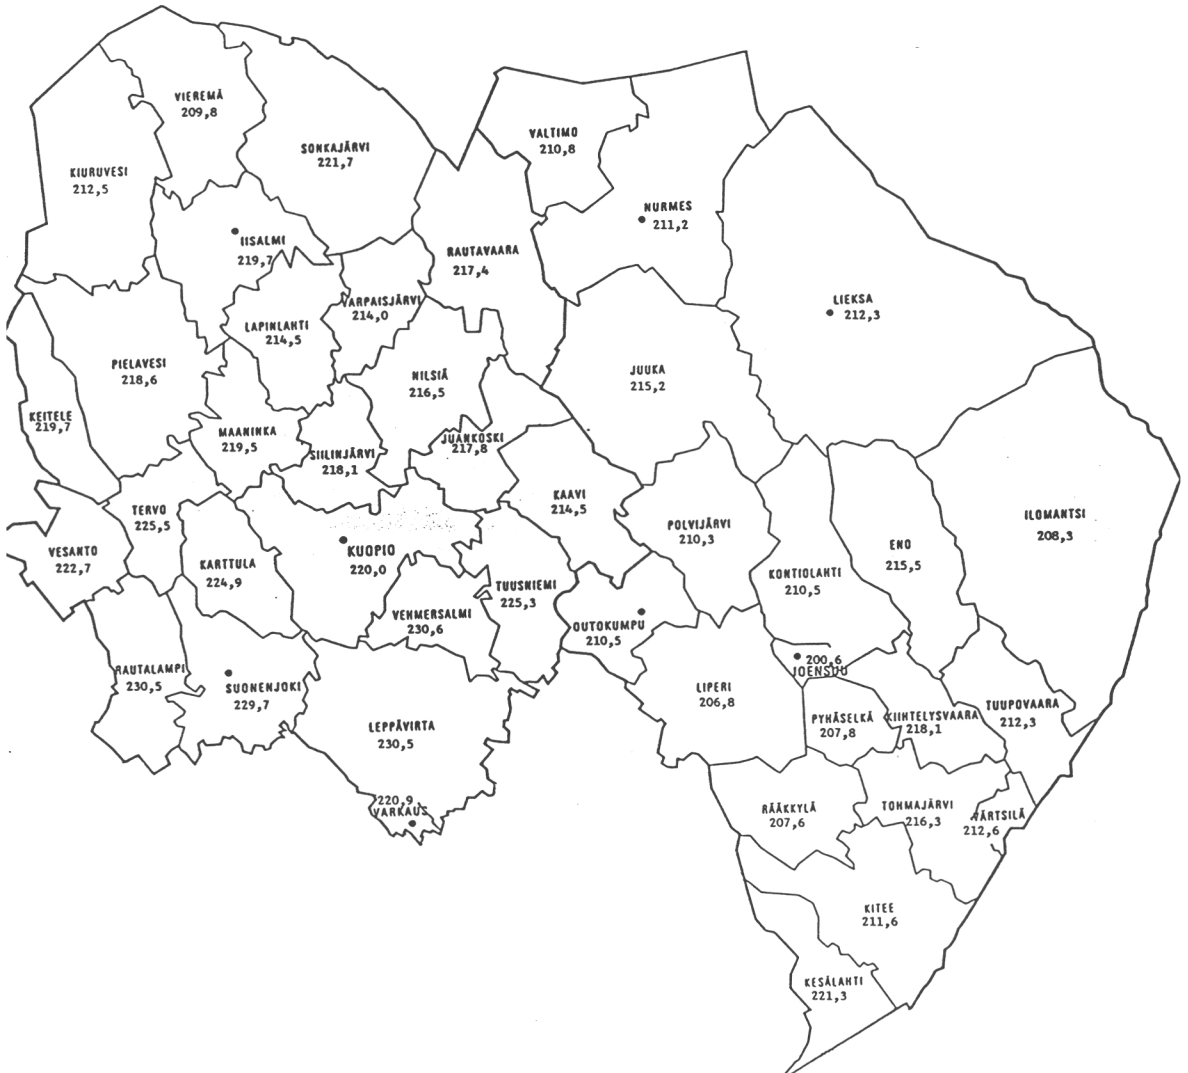 VIEREMÄ
209,8
SONKAJÄRVI
221,7
VALTIMO
210,8
KIURUVESI
212,5
NURMES
211,2
IISALMI
219,7
RAUTAVAARA
217,4
LIEKSA
212,3
VARPAISJÄRVI
214,0
LAPINLAHTI
214,5
PIELAVESI
218,6
NILSIÄ
216,5
JUUKA
215,2
KEITELE
219,7
MAANINKA
219,5
SIILINJÄRVI
218,1
JUANKOSKI
217,8
KAAVI
214,5
TERVO
225,5
POLVIJÄRVI
210,3
ILOMANTSI
208,3
VESANTO
222,7
KARTTULA
224,9
KUOPIO
220,0
ENO
215,5
KONTIOLAHTI
210,5
TUUSNIEMI
225,3
VEHMERSALMI
230,6
OUTOKUMPU
210,5
200,6
JOENSUU
RAUTALAMPI
230,5
SUONENJOKI
229,7
LIPERI
206,8
TUUPOVAARA
212,3
PYHÄSELKÄ
207,8
KIIHTELYSVAARA
218,1
LEPPÄVIRTA
230,5
220,9
VARKAUS
RÄÄKKYLÄ
207,6
TOHMAJÄRVI
216,3
VÄRTSILÄ
212,6
KITEE
211,6
KESÄLAHTI
221,3